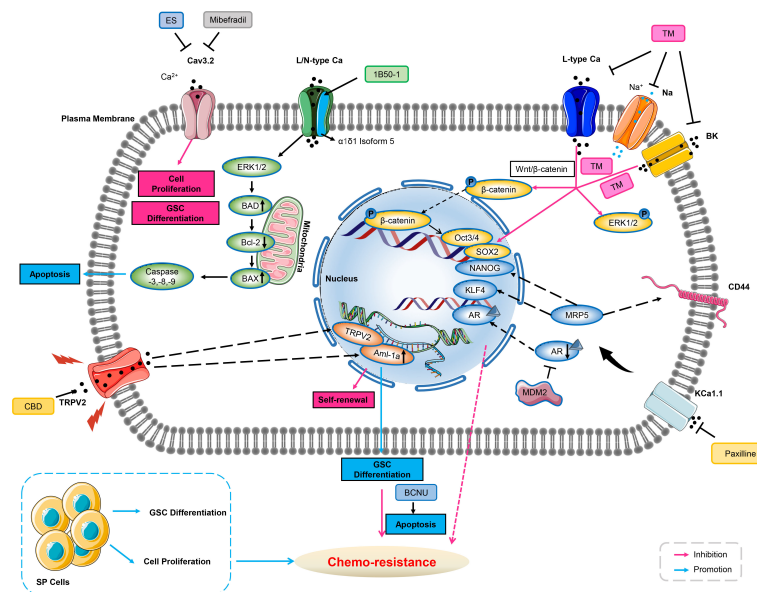 ES
Mibefradil
Cav3.2
Ca2+
Plasma Membrane
Cell
Proliferation
GSC
Differentiation
L/N-type Ca
1B50-1
α1δ1 Isoform 5
ERK1/2
BAD
Bcl-2
BAX
Mitochondria
Caspase
-3,-8,-9
Apoptosis
TM
L-type Ca
Na+
Na
BK
Wnt/β-catenin
TM
TM
P
β-catenin
P
ERK1/2
P
β-catenin
Oct3/4
SOX2
NANOG
KLF4
AR
Nucleus
TRPV2
Aml-1a
MRP5
CD44
AR
MDM2
KCa1.1
Paxilline
CBD
TRPV2
Self-renewal
GSC
Differentiation
BCNU
Apoptosis
Chemo-resistance
GSC Differentiation
Cell Proliferation
SP Cells
Inhibition
Promotion